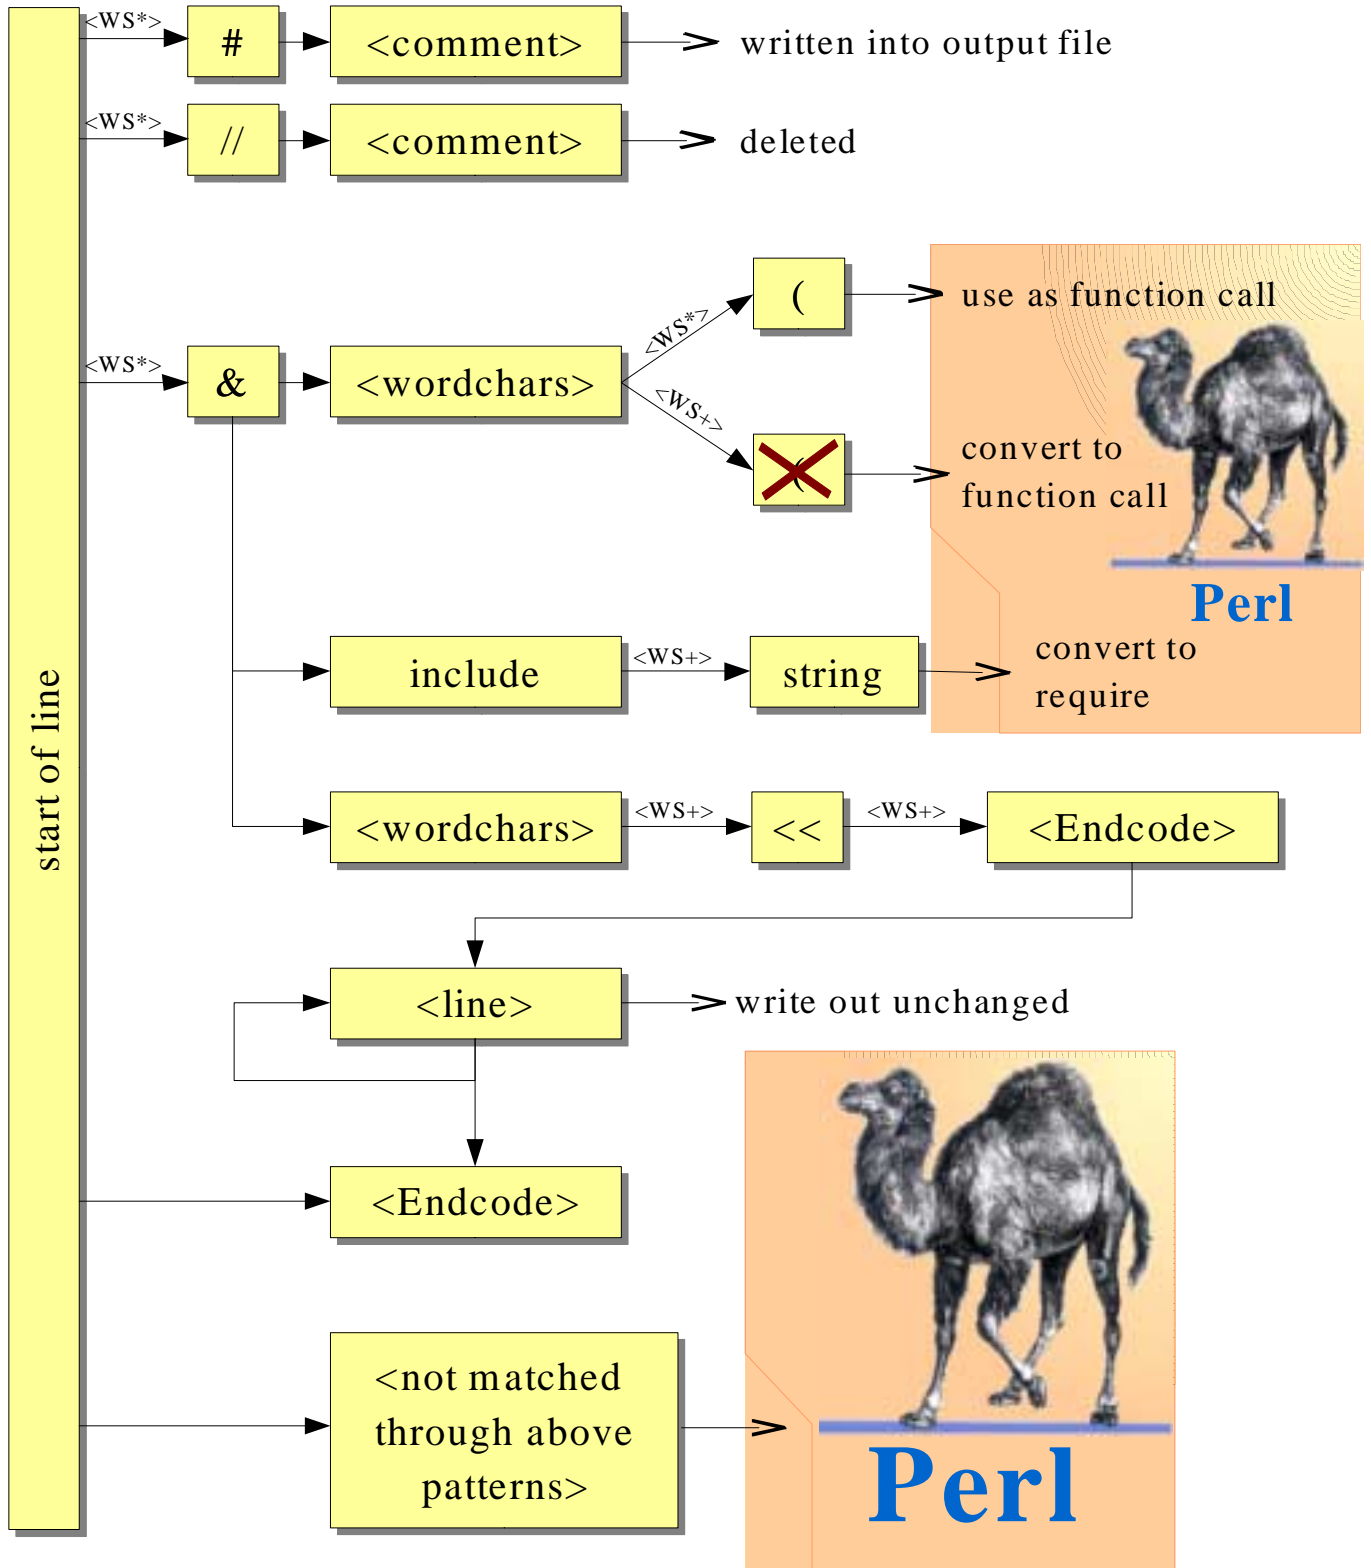 <WS*>
#
<comment>
written into output file
<WS*>
//
<comment>
deleted
<WS*>
&
<wordchars>
<WS*>
(
use as function call
<WS+>
(
convert to
function call
Perl
include
<WS+>
string
convert to
require
start of line
<wordchars>
<WS+>
<<
<WS+>
<Endcode>
<line>
write out unchanged
<Endcode>
<not matched
through above
patterns>
Perl